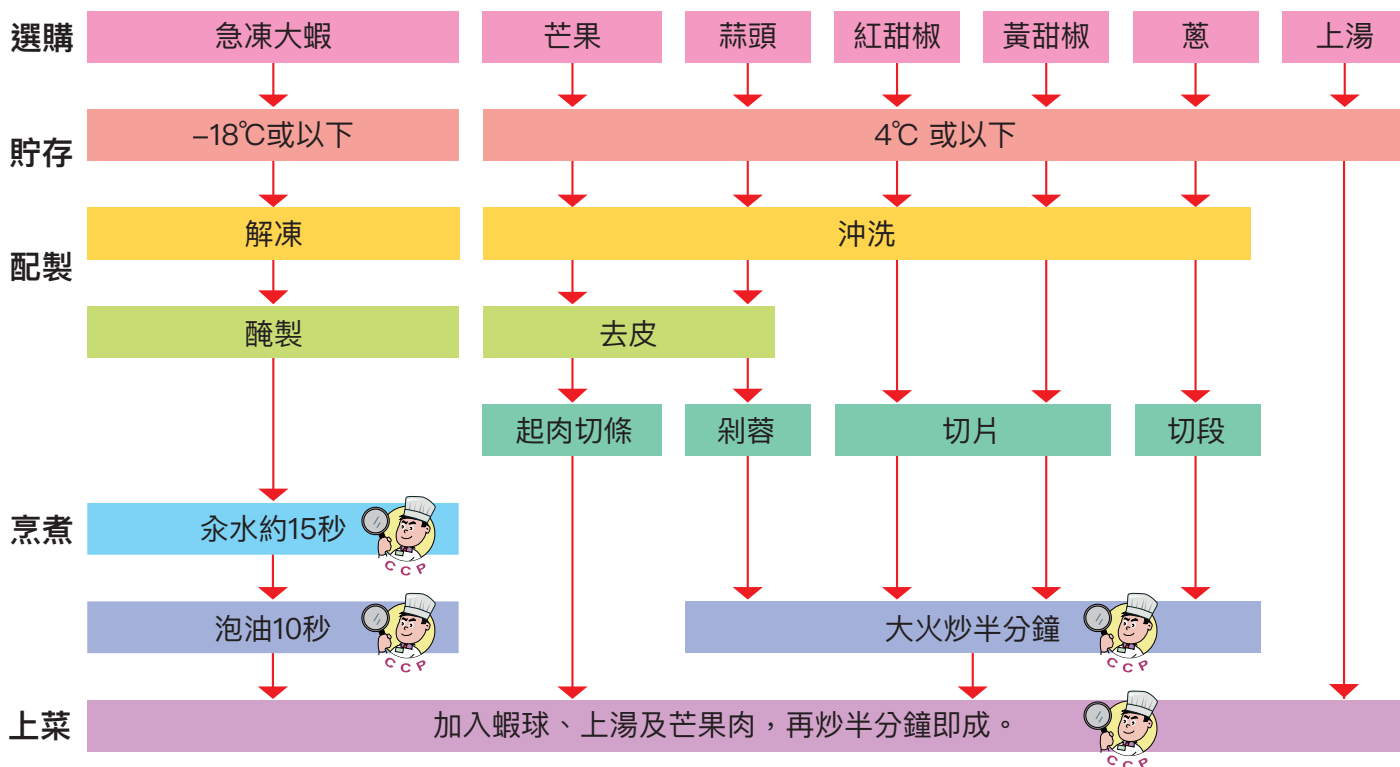 選購
急凍大蝦
芒果
蒜頭
紅甜椒
黃甜椒
蔥
上湯
貯存
–18℃或以下
4℃ 或以下
配製
解凍
沖洗
醃製
去皮
起肉切條
剁蓉
切片
切段
烹煮
汆水約15秒
CCP
泡油10秒
CCP
大火炒半分鐘
CCP
上菜
加入蝦球、上湯及芒果肉，再炒半分鐘即成。
CCP